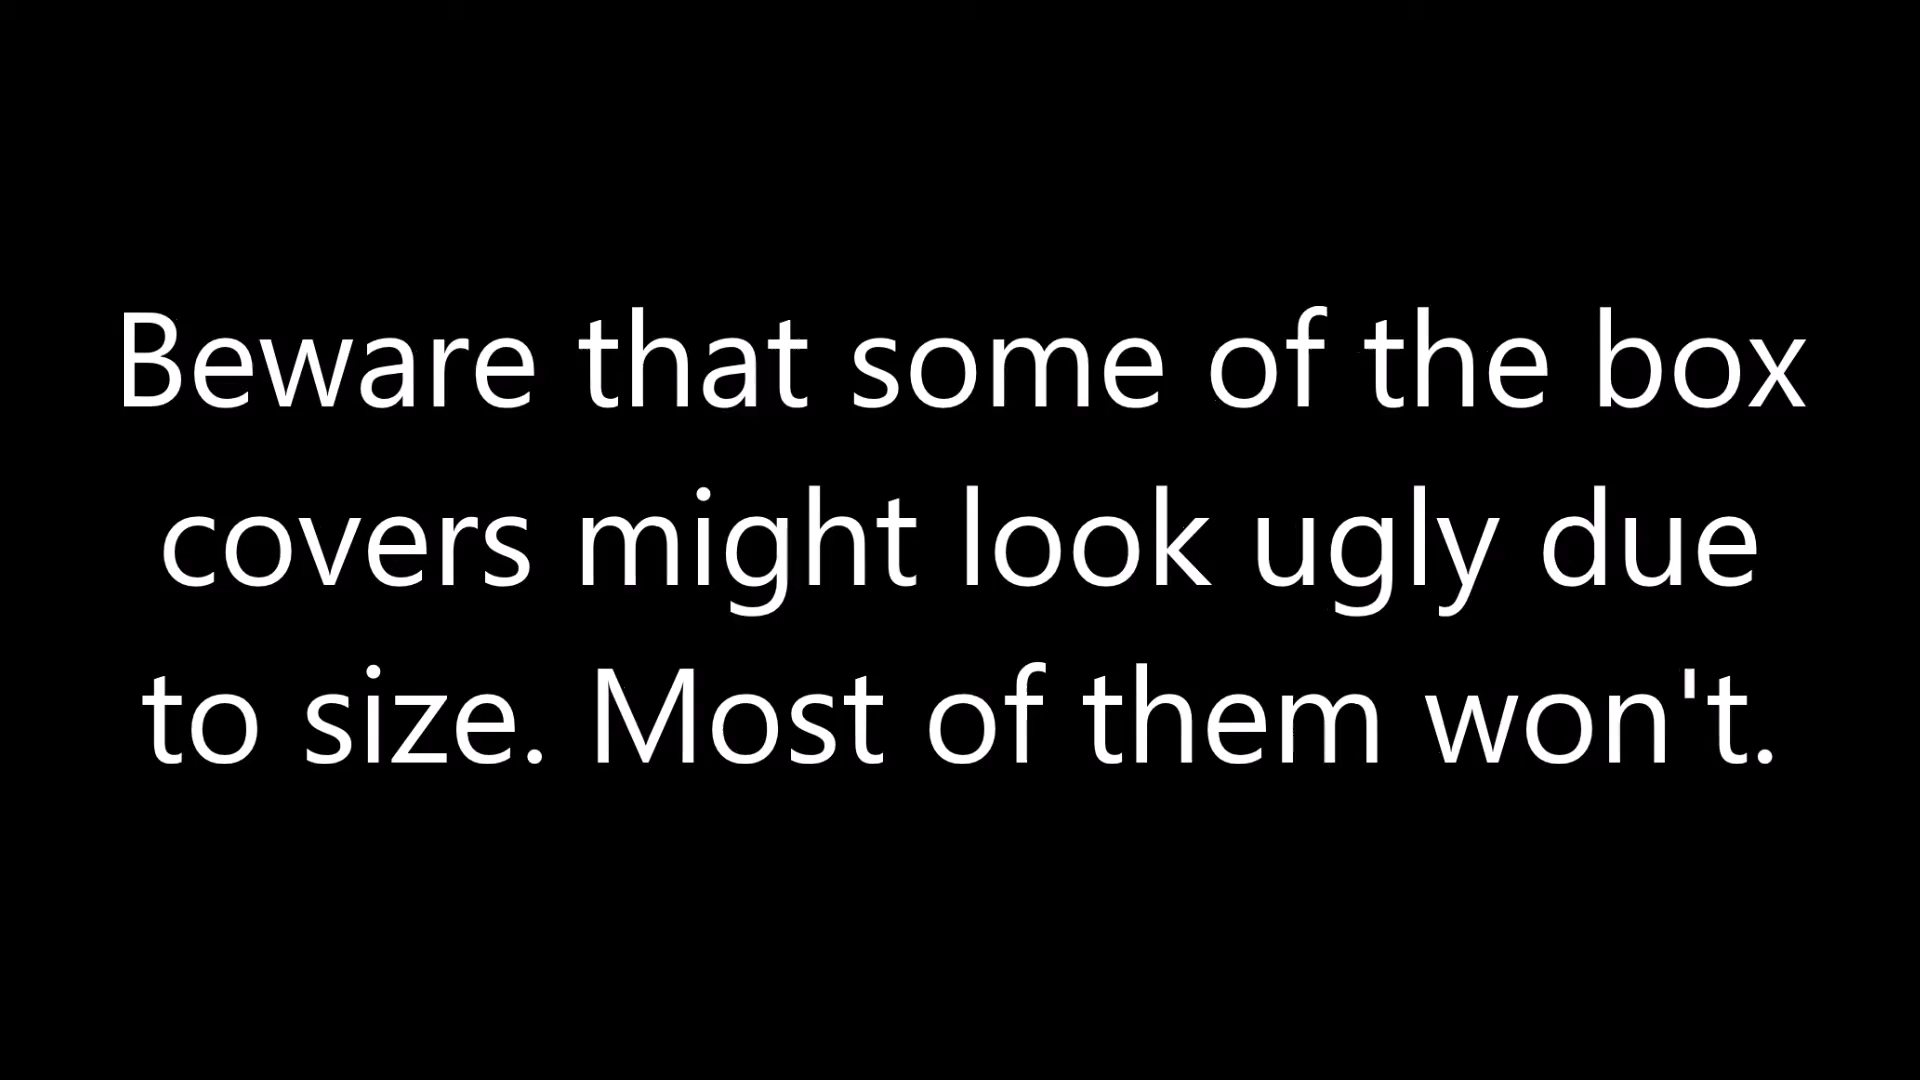 Beware that some of the box
covers might look ugly due
to size. Most of them won't.